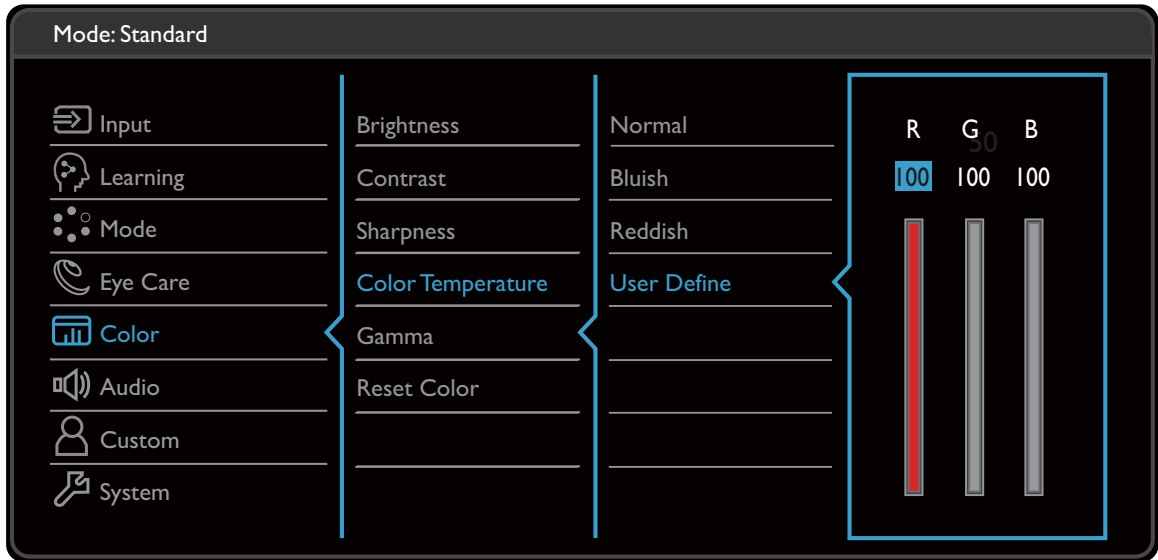 Mode: Standard
Input
Learning
Mode
Eye Care
Color
Audio
Custom
System
Brightness
Contrast
Sharpness
Color Temperature
Gamma
Reset Color
Normal
Bluish
Reddish
User Define
R G B
50
100 100 100